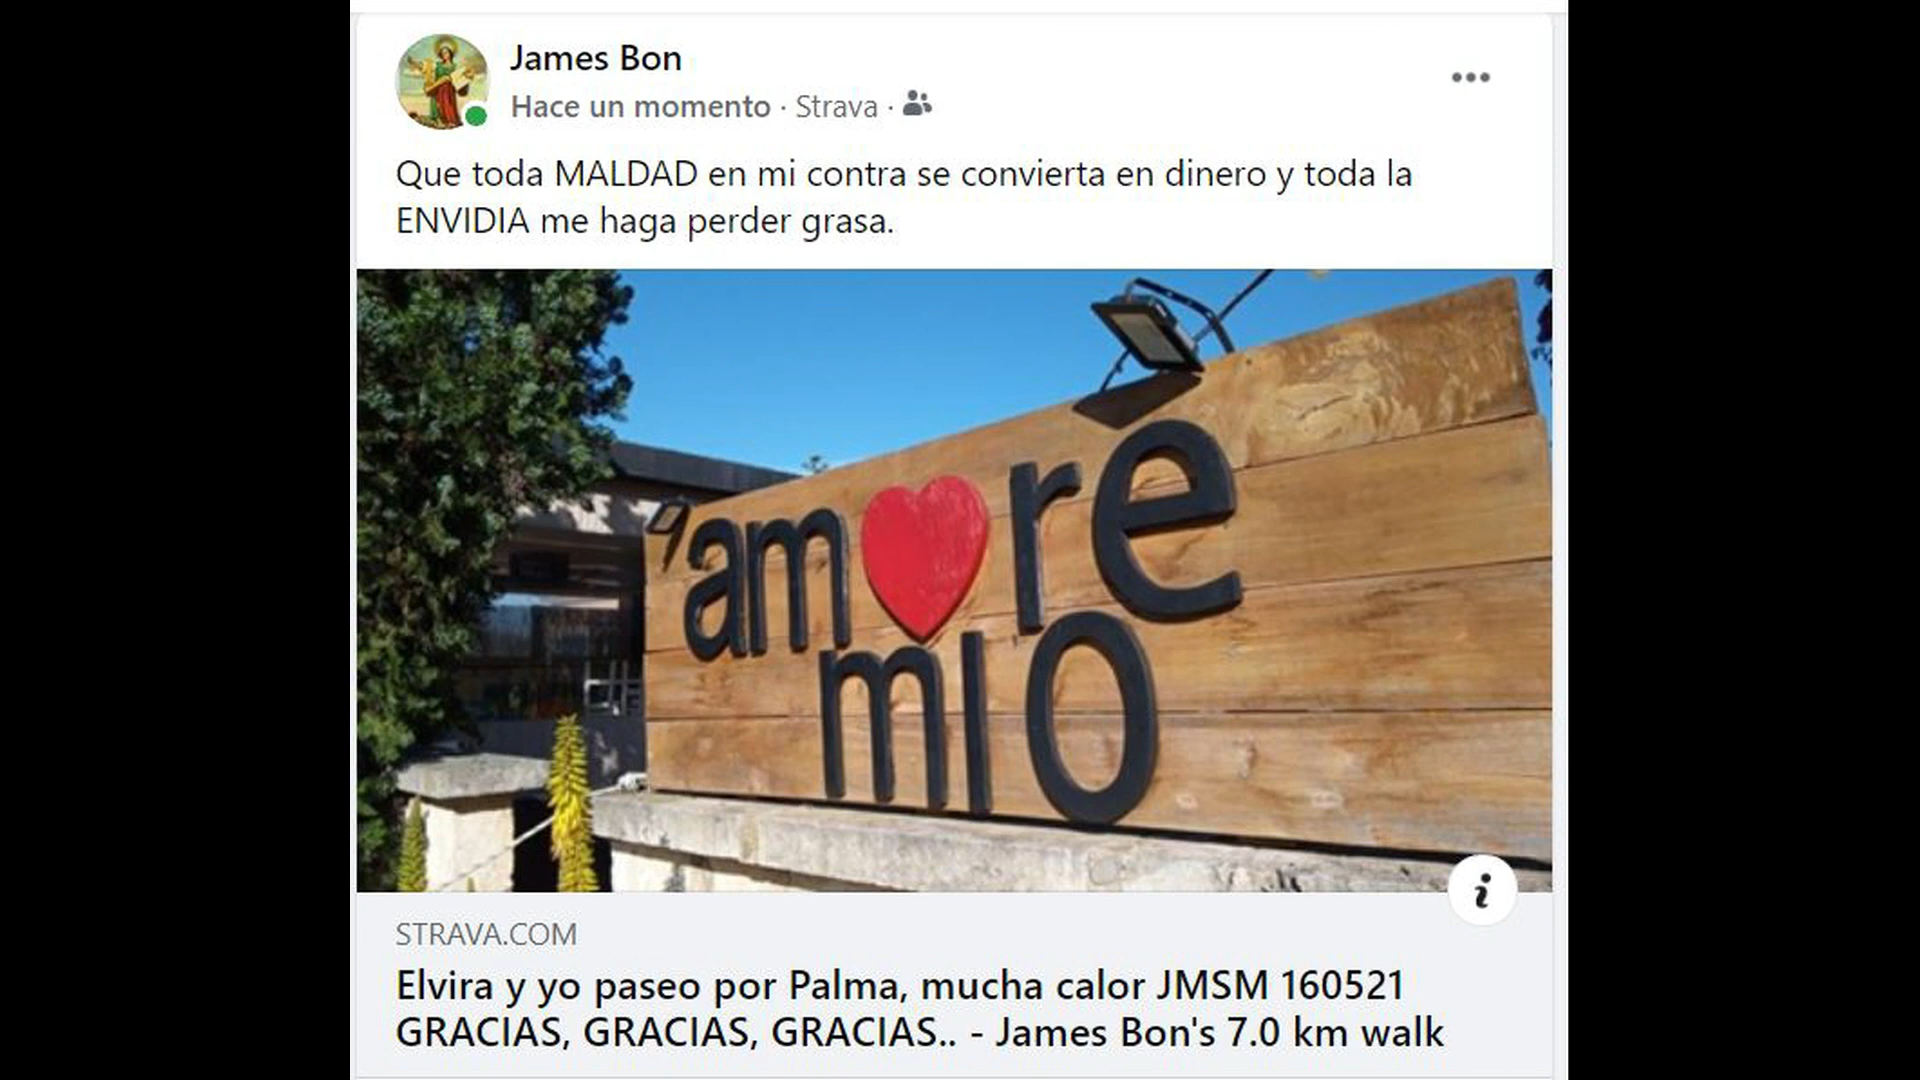 James Bon
Hace un momento · Strava ·
Que toda MALDAD en mi contra se convierta en dinero y toda la
ENVIDIA me haga perder grasa.
amore
mio
STRAVA.COM
Elvira y yo paseo por Palma, mucha calor JMSM 160521
GRACIAS, GRACIAS, GRACIAS.. - James Bon's 7.0 km walk